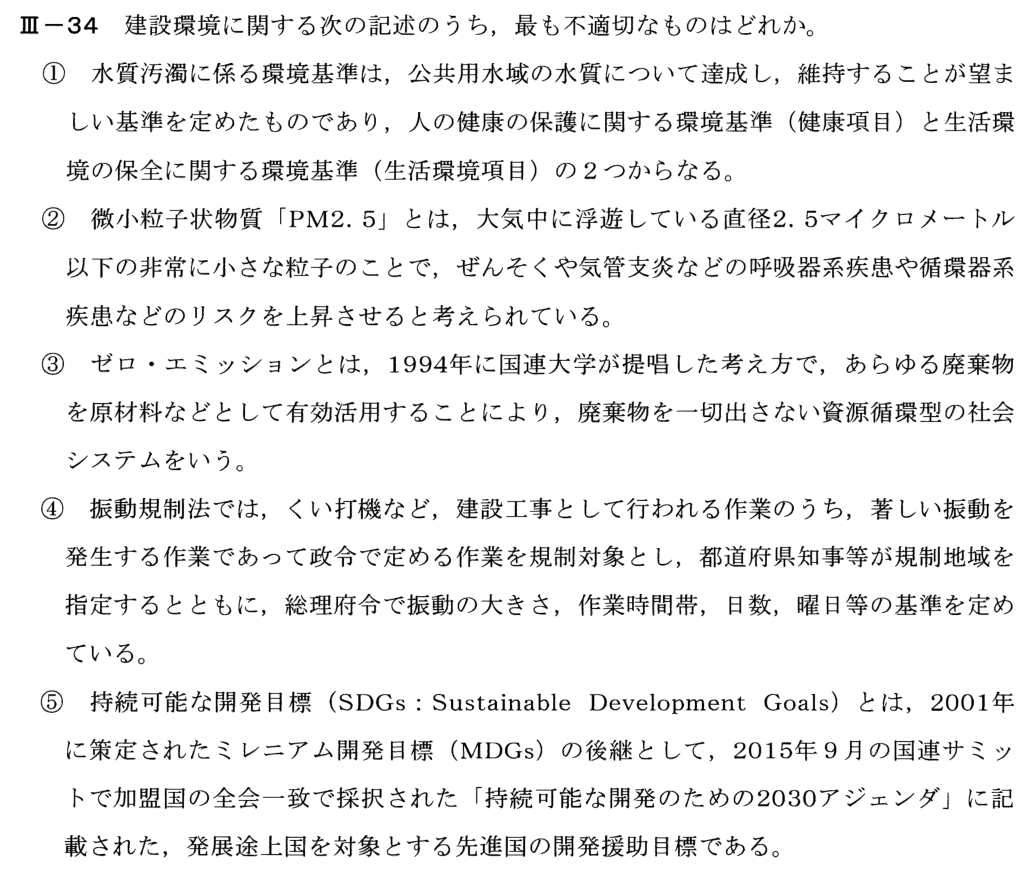 Ⅲ－34　建設環境に関する次の記述のうち，最も不適切なものはどれか。
①　水質汚濁に係る環境基準は，公共用水域の水質について達成し，維持することが望ま
しい基準を定めたものであり，人の健康の保護に関する環境基準（健康項目）と生活環
境の保全に関する環境基準（生活環境項目）の２つからなる。
②　微小粒子状物質「PM2. 5」とは，大気中に浮遊している直径2. 5マイクロメートル
以下の非常に小さな粒子のことで，ぜんそくや気管支炎などの呼吸器系疾患や循環器系
疾患などのリスクを上昇させると考えられている。
③　ゼロ・エミッションとは，1994年に国連大学が提唱した考え方で，あらゆる廃棄物
を原材料などとして有効活用することにより，廃棄物を一切出さない資源循環型の社会
システムをいう。
④　振動規制法では，くい打機など，建設工事として行われる作業のうち，著しい振動を
発生する作業であって政令で定める作業を規制対象とし，都道府県知事等が規制地域を
指定するとともに，総理府令で振動の大きさ，作業時間帯，日数，曜日等の基準を定め
ている。
⑤　持続可能な開発目標（SDGs：Sustainable Development Goals）とは，2001年
に策定されたミレニアム開発目標（MDGs）の後継として，2015年９月の国連サミッ
トで加盟国の全会一致で採択された「持続可能な開発のための2030アジェンダ」に記
載された，発展途上国を対象とする先進国の開発援助目標である。